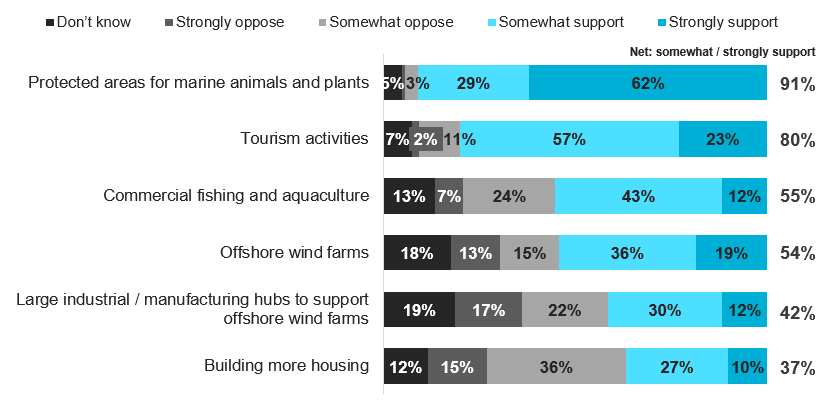 Don't know Strongly oppose Somewhat oppose Somewhat support Strongly support
Net: somewhat / strongly support
Protected areas for marine animals and plants 5% 3% 29% 62% 91%
Tourism activities 7% 2% 11% 57% 23% 80%
Commercial fishing and aquaculture 13% 7% 24% 43% 12% 55%
Offshore wind farms 18% 13% 15% 36% 19% 54%
Large industrial / manufacturing hubs to support
offshore wind farms 19% 17% 22% 30% 12% 42%
Building more housing 12% 15% 36% 27% 10% 37%